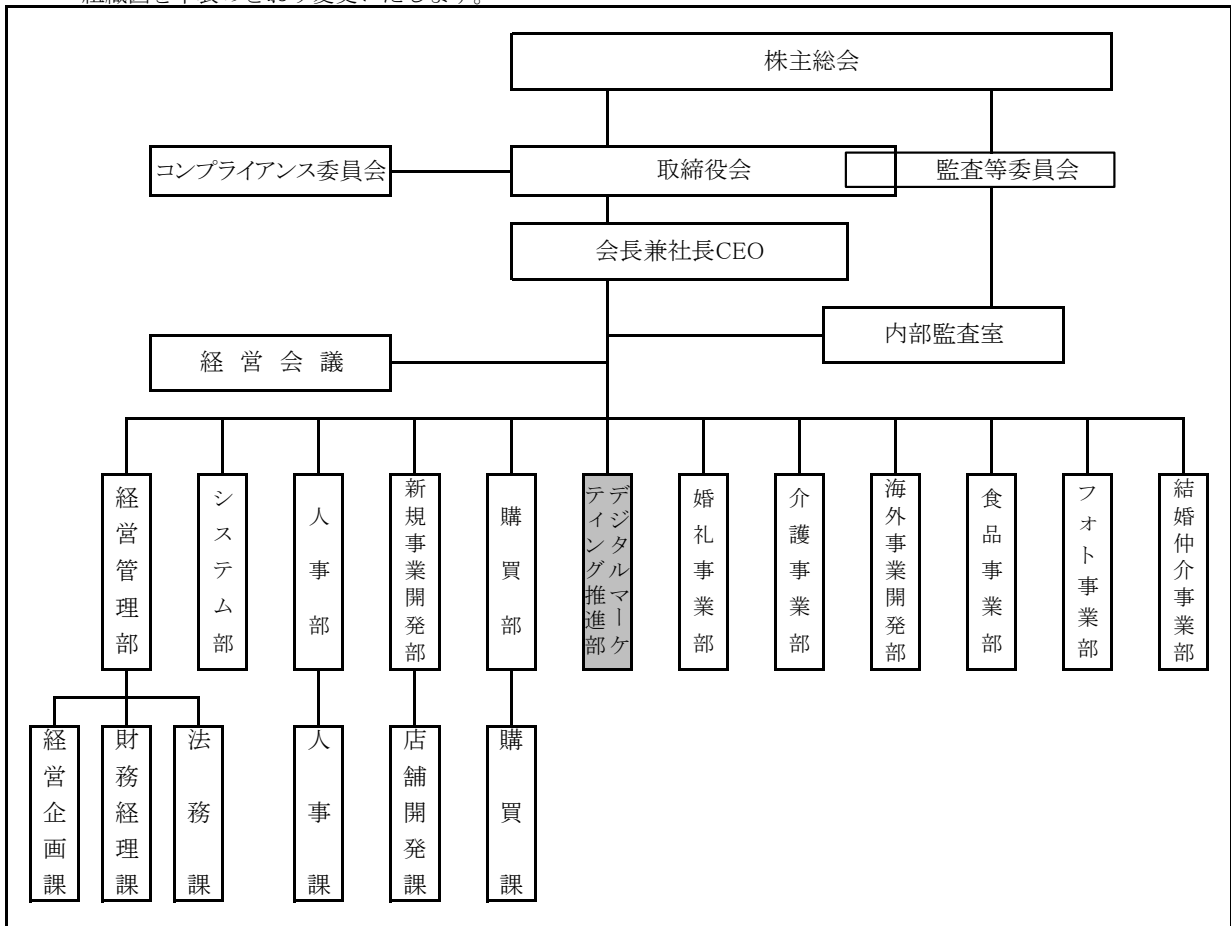 組織図を下表のとおり変更いたします。
株主総会
コンプライアンス委員会
取締役会
監査等委員会
会長兼社長CEO
内部監査室
経 営 会 議
経営管理部
システム部
人事部
新規事業開発部
購買部
デジタルマーケ
ティング推進部
婚礼事業部
介護事業部
海外事業開発部
食品事業部
フォト事業部
結婚仲介事業部
経営企画課
財務経理課
法務課
人事課
店舗開発課
購買課